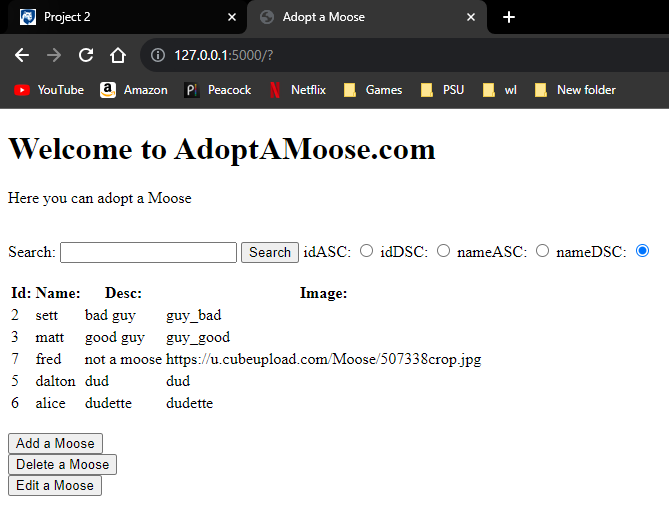 Project 2 Adopt a Moose
127.0.0.1:5000/?
YouTube Amazon Peacock Netflix Games PSU wl New folder
Welcome to AdoptAMoose.com
Here you can adopt a Moose
Search: Search idASC: idDSC: nameASC: nameDSC:
Id: Name: Desc: Image:
2 sett bad guy guy_bad
3 matt good guy guy_good
7 fred not a moose https://u.cubeupload.com/Moose/507338crop.jpg
5 dalton dud dud
6 alice dudette dudette
Add a Moose
Delete a Moose
Edit a Moose